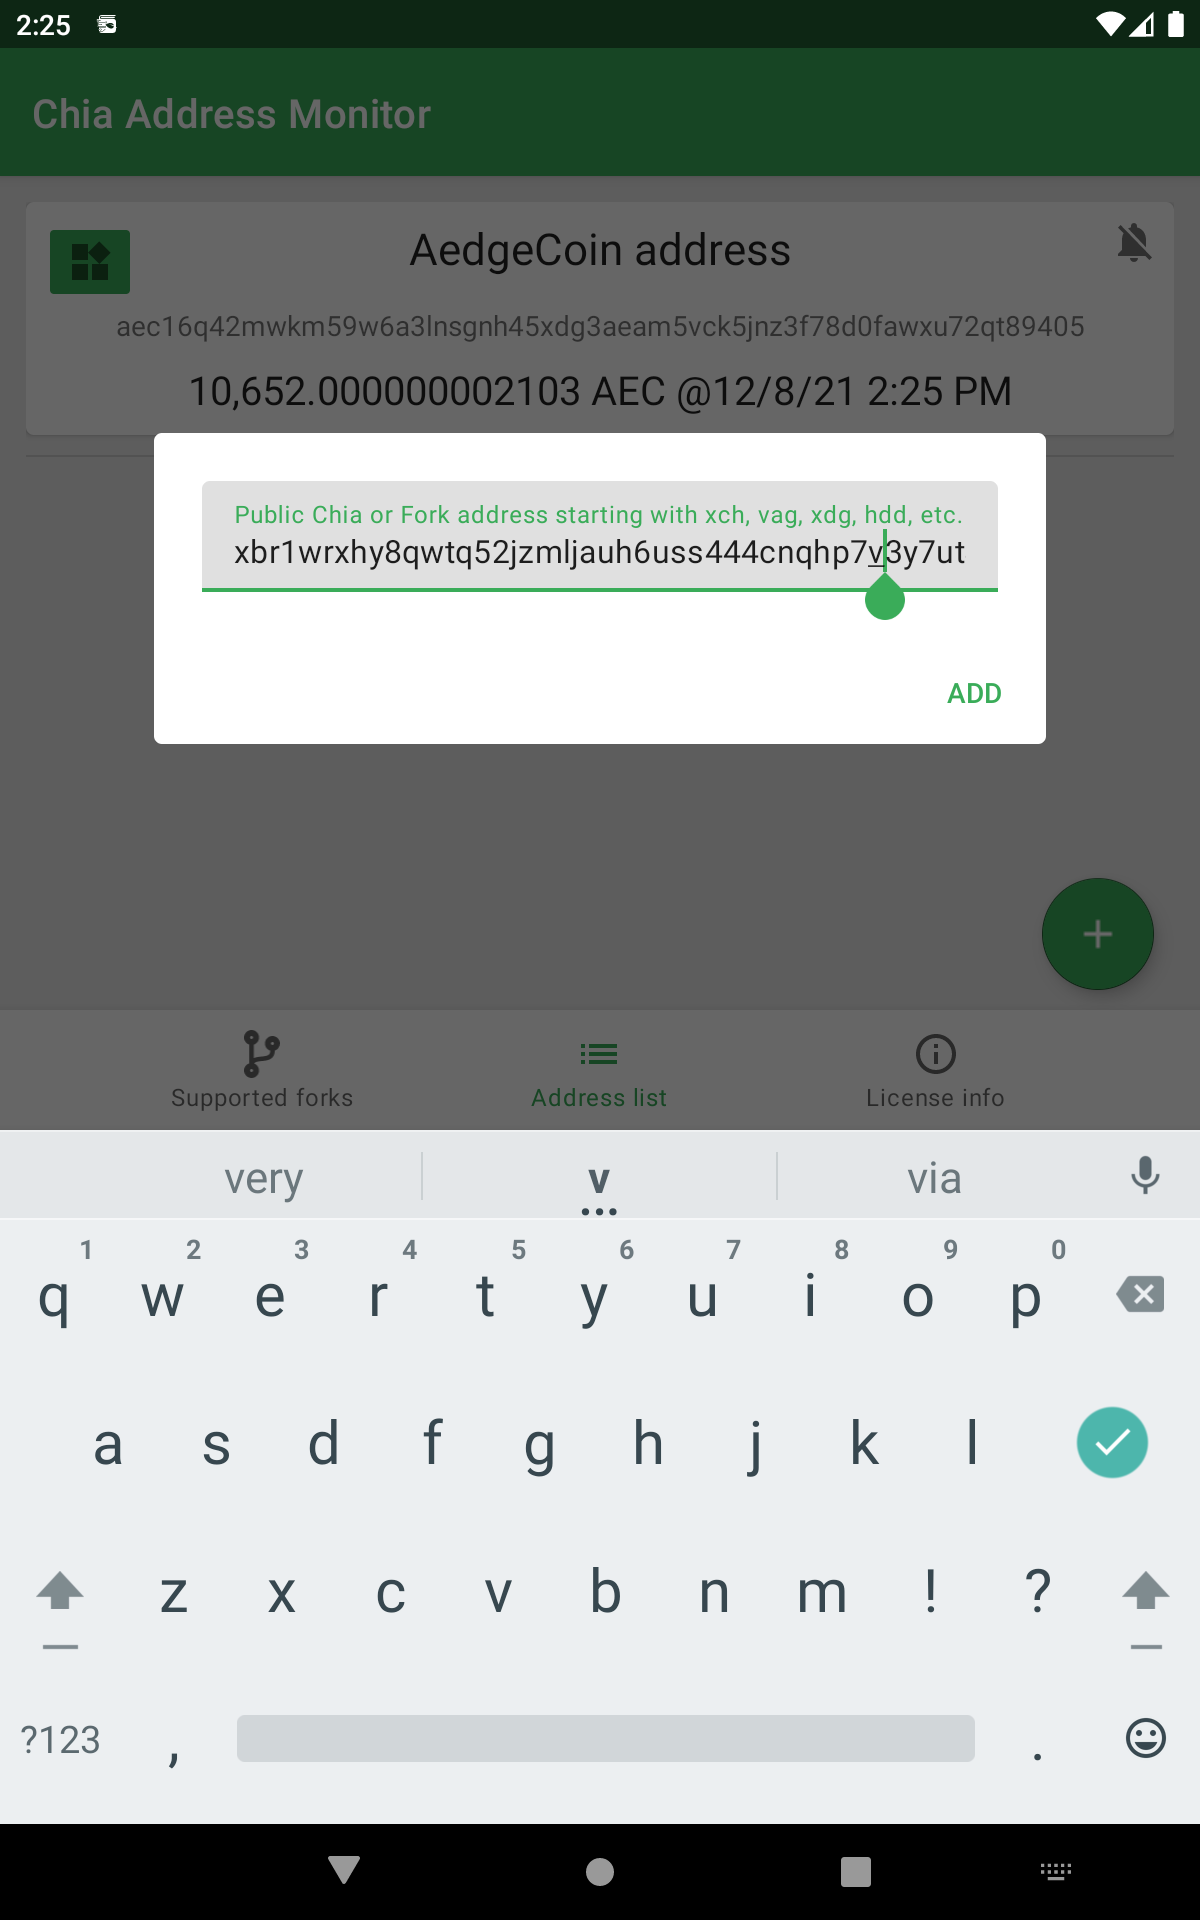 2:25
Chia Address Monitor
AedgeCoin address
aec16q42mwkm59w6a3lnsgnh45xdg3aeam5vck5jnz3f78d0fawxu72qt89405
10,652.000000002103 AEC @12/8/21 2:25 PM
Public Chia or Fork address starting with xch, vag, xdg, hdd, etc.
xbr1wrxhy8qwtq52jzmljauh6uss444cnqhp7v3y7ut
ADD
+
Supported forks Address list License info
very v via
1 2 3 4 5 6 7 8 9 0
q w e r t y u i o p
a s d f g h j k l
z x c v b n m ! ?
?123 , .